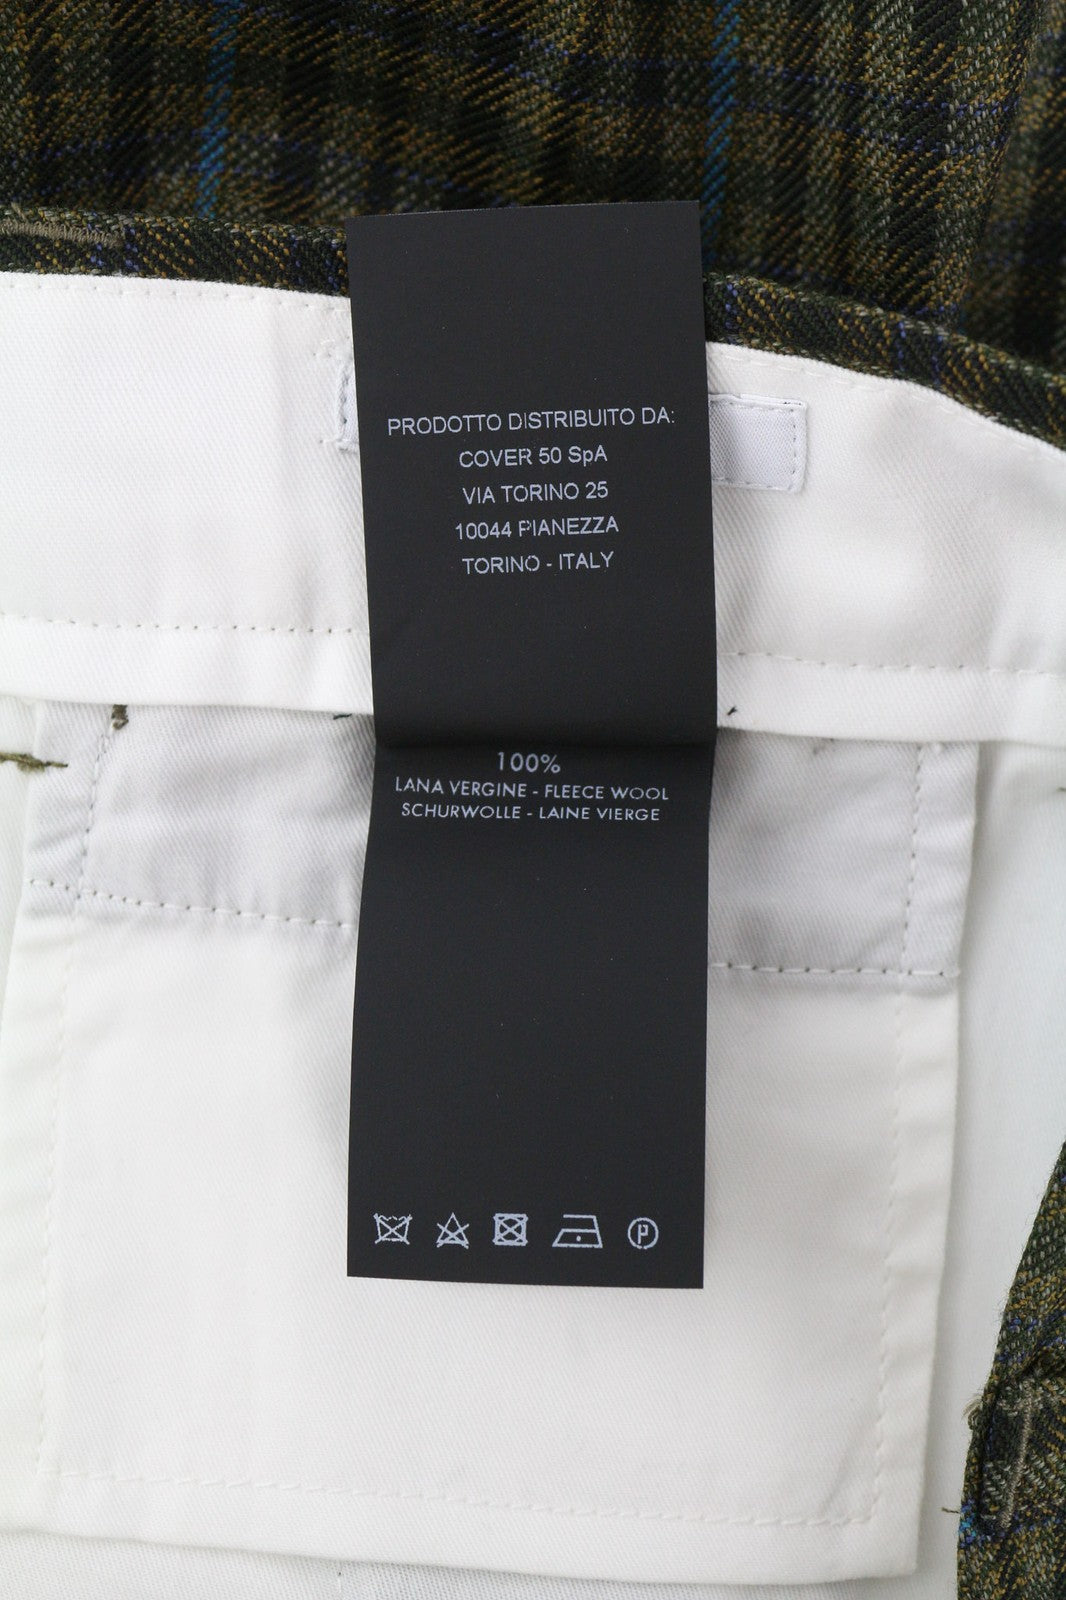 PRODOTTO DISTRIBUITO DA:
COVER 50 SpA
VIA TORINO 25
10044 PIANEZZA
TORINO - ITALY
100%
LANA VERGINE - FLEECE WOOL
SCHURWOLLE - LAINE VIERGE
P